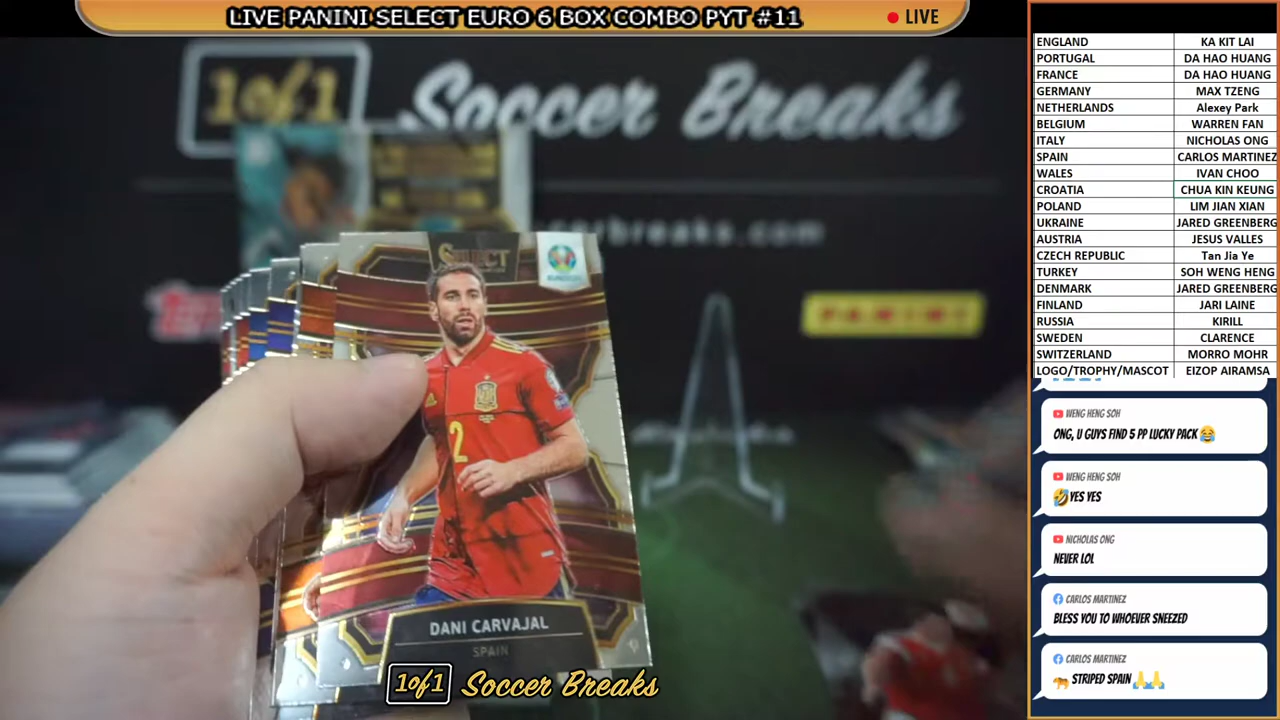 LIVE PANINI SELECT EURO 6 BOX COMBO PYT #11
LIVE
1of1 Soccer Breaks
PANINI
SELECT
DANI CARVAJAL
SPAIN
2
1of1 Soccer Breaks
ENGLAND KA KIT LAI
PORTUGAL DA HAO HUANG
FRANCE DA HAO HUANG
GERMANY MAX TZENG
NETHERLANDS Alexey Park
BELGIUM WARREN FAN
ITALY NICHOLAS ONG
SPAIN CARLOS MARTINEZ
WALES IVAN CHOO
CROATIA CHUA KIN KEUNG
POLAND LIM JIAN XIAN
UKRAINE JARED GREENBERG
AUSTRIA JESUS VALLES
CZECH REPUBLIC Tan Jia Ye
TURKEY SOH WENG HENG
DENMARK JARED GREENBERG
FINLAND JARI LAINE
RUSSIA KIRILL
SWEDEN CLARENCE
SWITZERLAND MORRO MOHR
LOGO/TROPHY/MASCOT EIZOP AIRAMSA
WENG HENG SOH
ONG, U GUYS FIND 5 PP LUCKY PACK😂
WENG HENG SOH
🤣YES YES
NICHOLAS ONG
NEVER LOL
CARLOS MARTINEZ
BLESS YOU TO WHOEVER SNEEZED
CARLOS MARTINEZ
🐅 STRIPED SPAIN🙏🙏